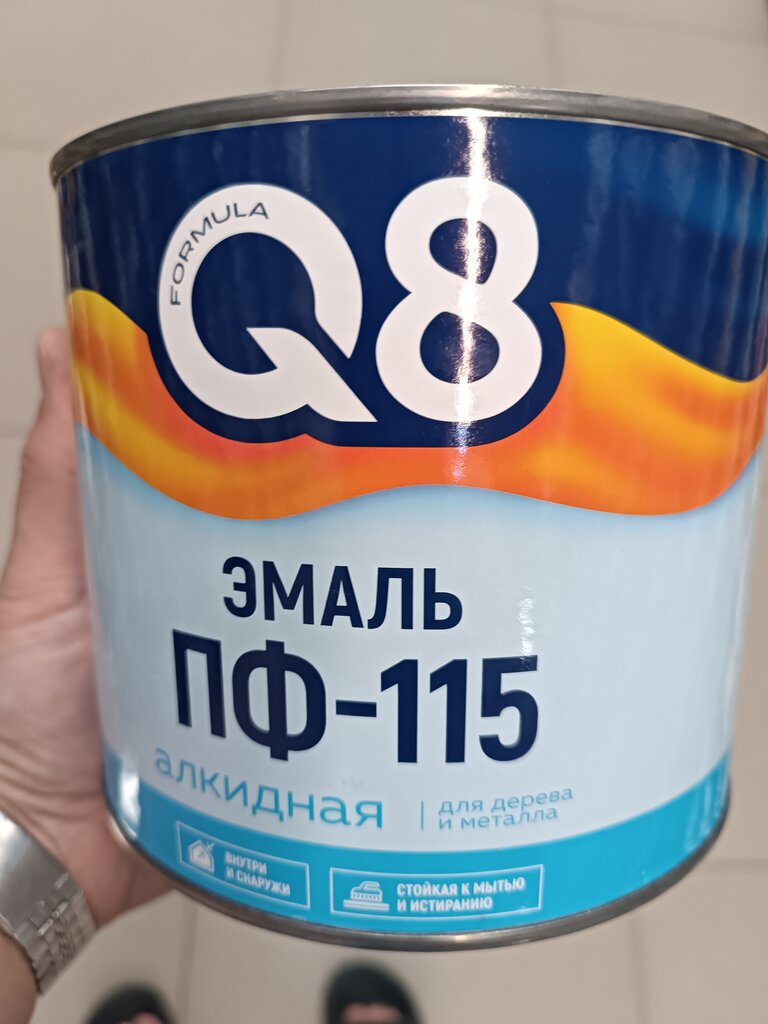 FORMULA
Q8
ЭМАЛЬ
ПФ-115
алкидная
для дерева
и металла
ВНУТРИ
И СНАРУЖИ
СТОЙКАЯ К МЫТЬЮ
И ИСТИРАНИЮ